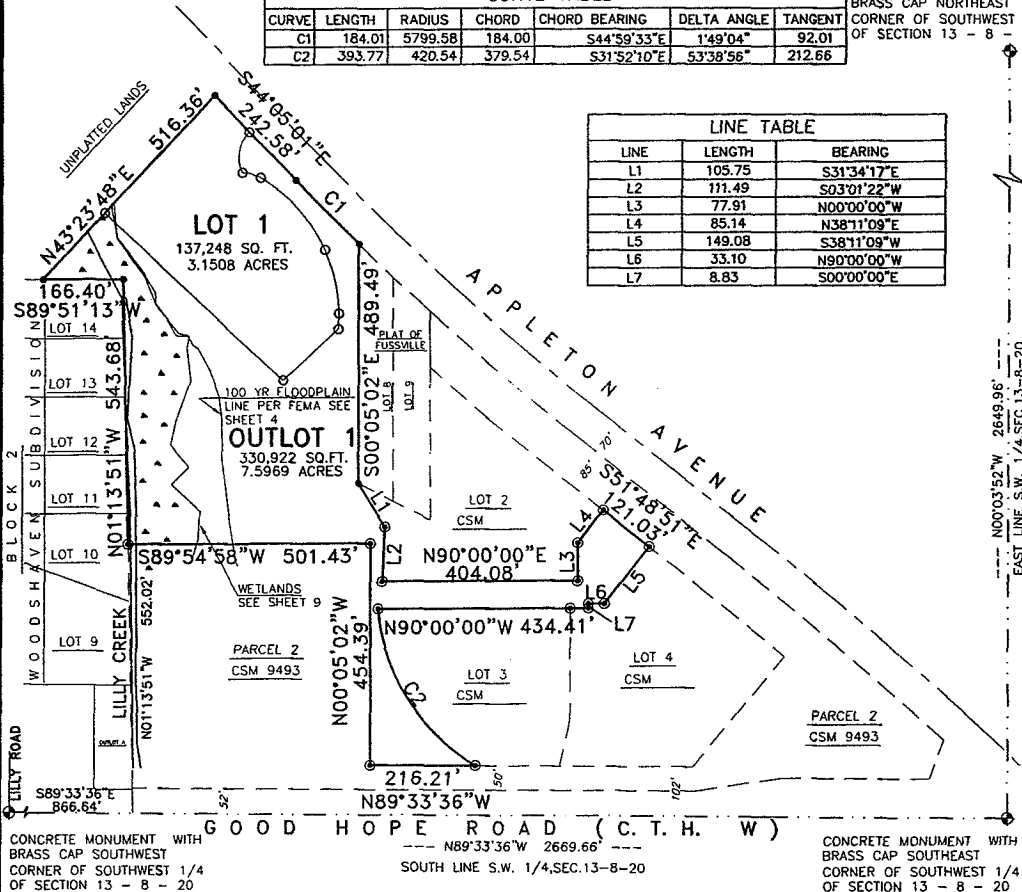 BRASS CAP NORTHEAST
CORNER OF SOUTHWEST
OF SECTION 13 - 8 -
CURVE LENGTH RADIUS CHORD CHORD BEARING DELTA ANGLE TANGENT
C1 184.01 5799.58 184.00 S44°59'33"E 1°49'04" 92.01
C2 393.77 420.54 379.54 S31°52'10"E 53°38'56" 212.66
LINE TABLE
LINE LENGTH BEARING
L1 105.75 S31°34'17"E
L2 111.49 S03°01'22"W
L3 77.91 N00°00'00"W
L4 85.14 N38°11'09"E
L5 149.08 S38°11'09"W
L6 33.10 N90°00'00"W
L7 8.83 S00°00'00"E
UNPLATTED LANDS
N43°23'48"E 516.36'
S44°05'01"E
242.58'
C1
LOT 1
137,248 SQ. FT.
3.1508 ACRES
166.40'
S89°51'13"W
APPLETON AVENUE
S00°05'02"E 489.49'
PLAT OF
FUSSVILLE
LOT 8
LOT 9
LOT 14
LOT 13
LOT 12
LOT 11
LOT 10
LOT 9
BLOCK 2
WOODSHAVEN SUBDIVISION
N01°13'51"W 543.68'
100 YR FLOODPLAIN
LINE PER FEMA SEE
SHEET 4
OUTLOT 1
330,922 SQ.FT.
7.5969 ACRES
L1
L2
LOT 2
CSM
85'
70'
S51°48'51"E
121.03'
L4
L3
L5
L6
L7
N90°00'00"E
404.08'
S89°54'58"W 501.43'
WETLANDS
SEE SHEET 9
N90°00'00"W 434.41'
LILLY CREEK
552.02'
N01°13'51"W
PARCEL 2
CSM 9493
N00°05'02"W
454.39'
C2
LOT 3
CSM
LOT 4
CSM
PARCEL 2
CSM 9493
OUTLOT A
216.21'
N89°33'36"W
50'
102'
52'
LILLY ROAD
S89°33'36"E
866.64'
GOOD HOPE ROAD (C.T.H. W)
--- N89°33'36"W 2669.66' ---
SOUTH LINE S.W. 1/4,SEC.13-8-20
--- N00°03'52"W 2649.96' ---
EAST LINE S.W. 1/4 SEC.13-8-20
CONCRETE MONUMENT WITH
BRASS CAP SOUTHWEST
CORNER OF SOUTHWEST 1/4
OF SECTION 13 - 8 - 20
CONCRETE MONUMENT WITH
BRASS CAP SOUTHEAST
CORNER OF SOUTHWEST 1/4
OF SECTION 13 - 8 - 20